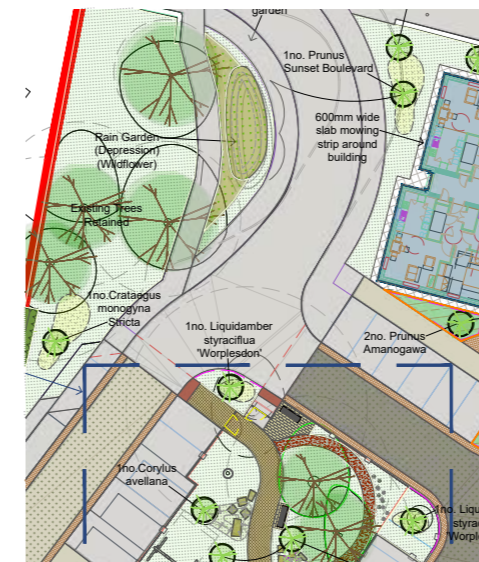 garden
1no. Prunus
Sunset Boulevard
600mm wide
slab mowing
strip around
building
Rain Garden
(Depression)
(Wildflower)
Existing Trees
Retained
1no.Crataegus
monogyna
Stricta
1no. Liquidamber
styraciflua
'Worplesdon'
2no. Prunus
Amanogawa
1no.Corylus
avellana
1no. Liqu
styrac
'Worple